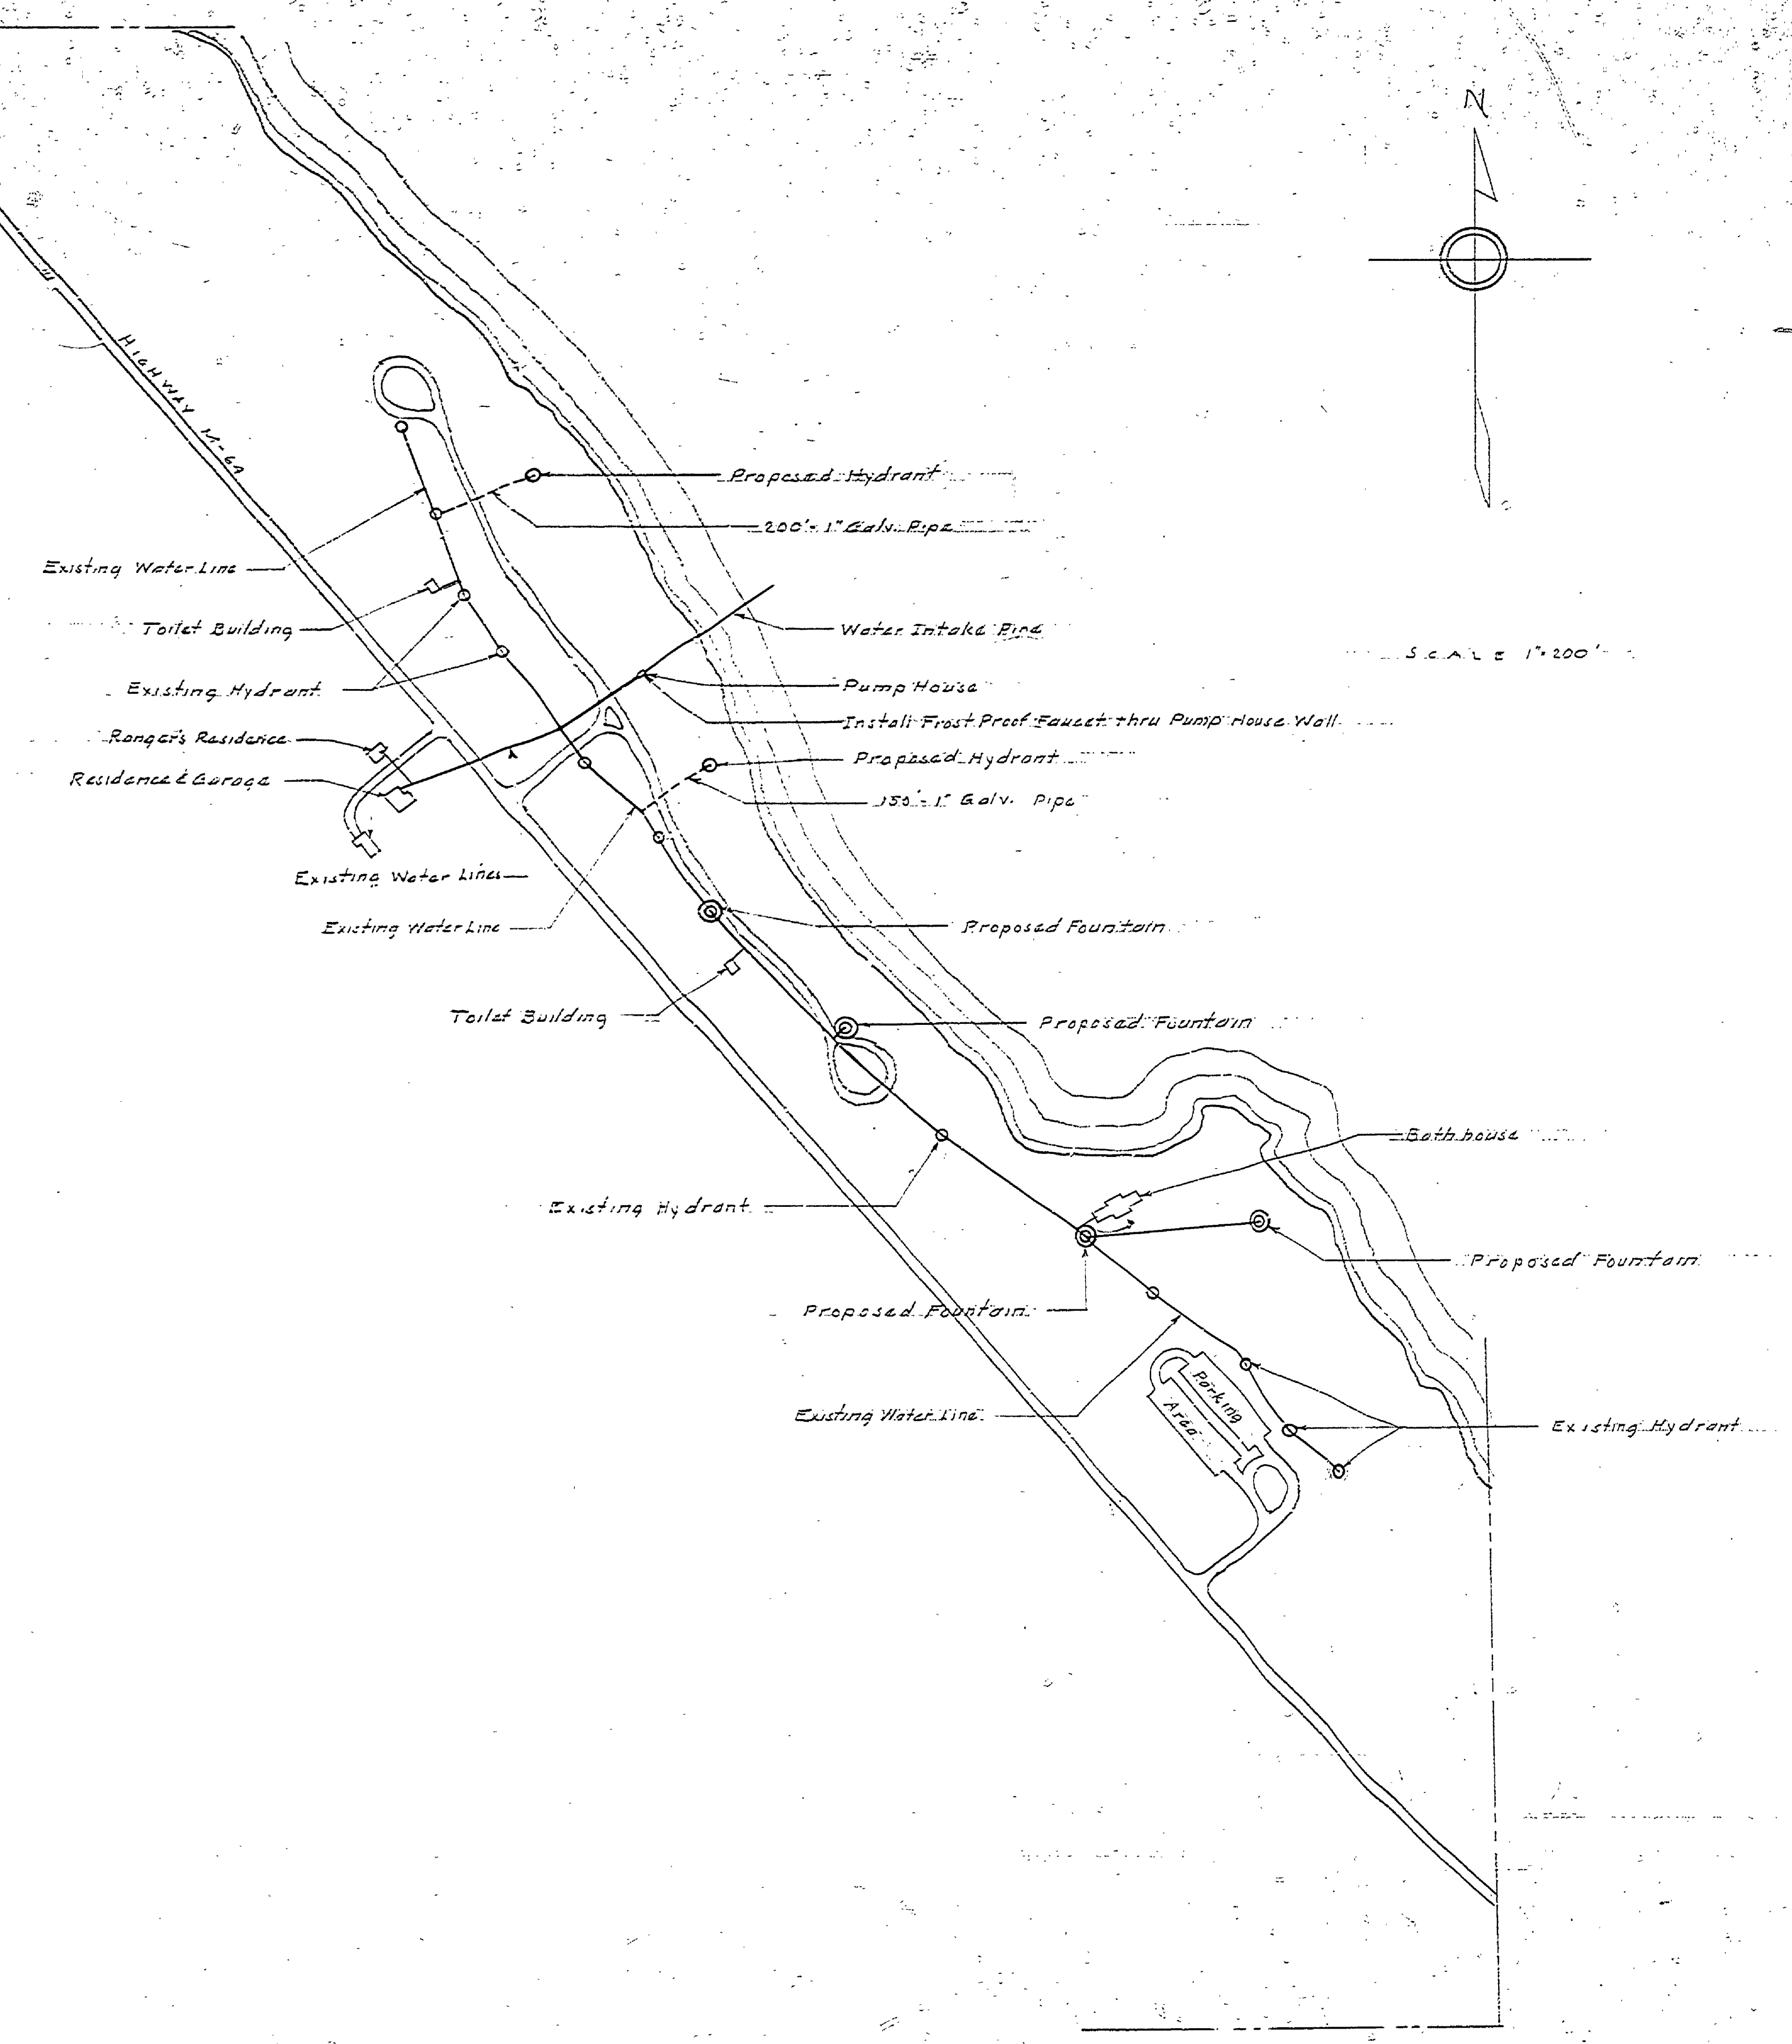 N
HIGHWAY M-64
Proposed Hydrant
200'-1" Galv. Pipe
Existing Water Line
Toilet Building
Water Intake Pipe
SCALE 1"=200'
Existing Hydrant
Pump House
Install Frost Proof Faucet thru Pump House Wall
Ranger's Residence
Proposed Hydrant
Residence & Garage
150'-1" Galv. Pipe
Existing Water Lines
Existing Water Line
Proposed Fountain
Toilet Building
Proposed Fountain
Bath house
Existing Hydrant
Proposed Fountain
Proposed Fountain
Existing Water Line
Parking
Area
Existing Hydrant